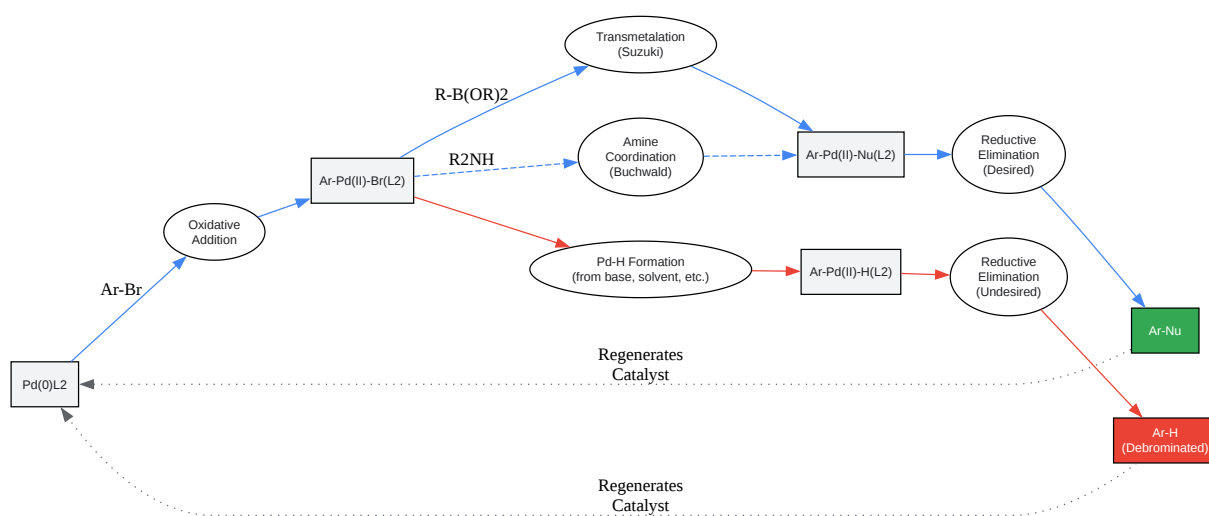 Transmetalation
(Suzuki)
R-B(OR)2
Amine
Coordination
(Buchwald)
R2NH
Ar-Pd(II)-Nu(L2)
Reductive
Elimination
(Desired)
Ar-Pd(II)-Br(L2)
Oxidative
Addition
Pd-H Formation
(from base, solvent, etc.)
Ar-Pd(II)-H(L2)
Reductive
Elimination
(Undesired)
Ar-Br
Ar-Nu
Regenerates
Catalyst
Pd(0)L2
Ar-H
(Debrominated)
Regenerates
Catalyst